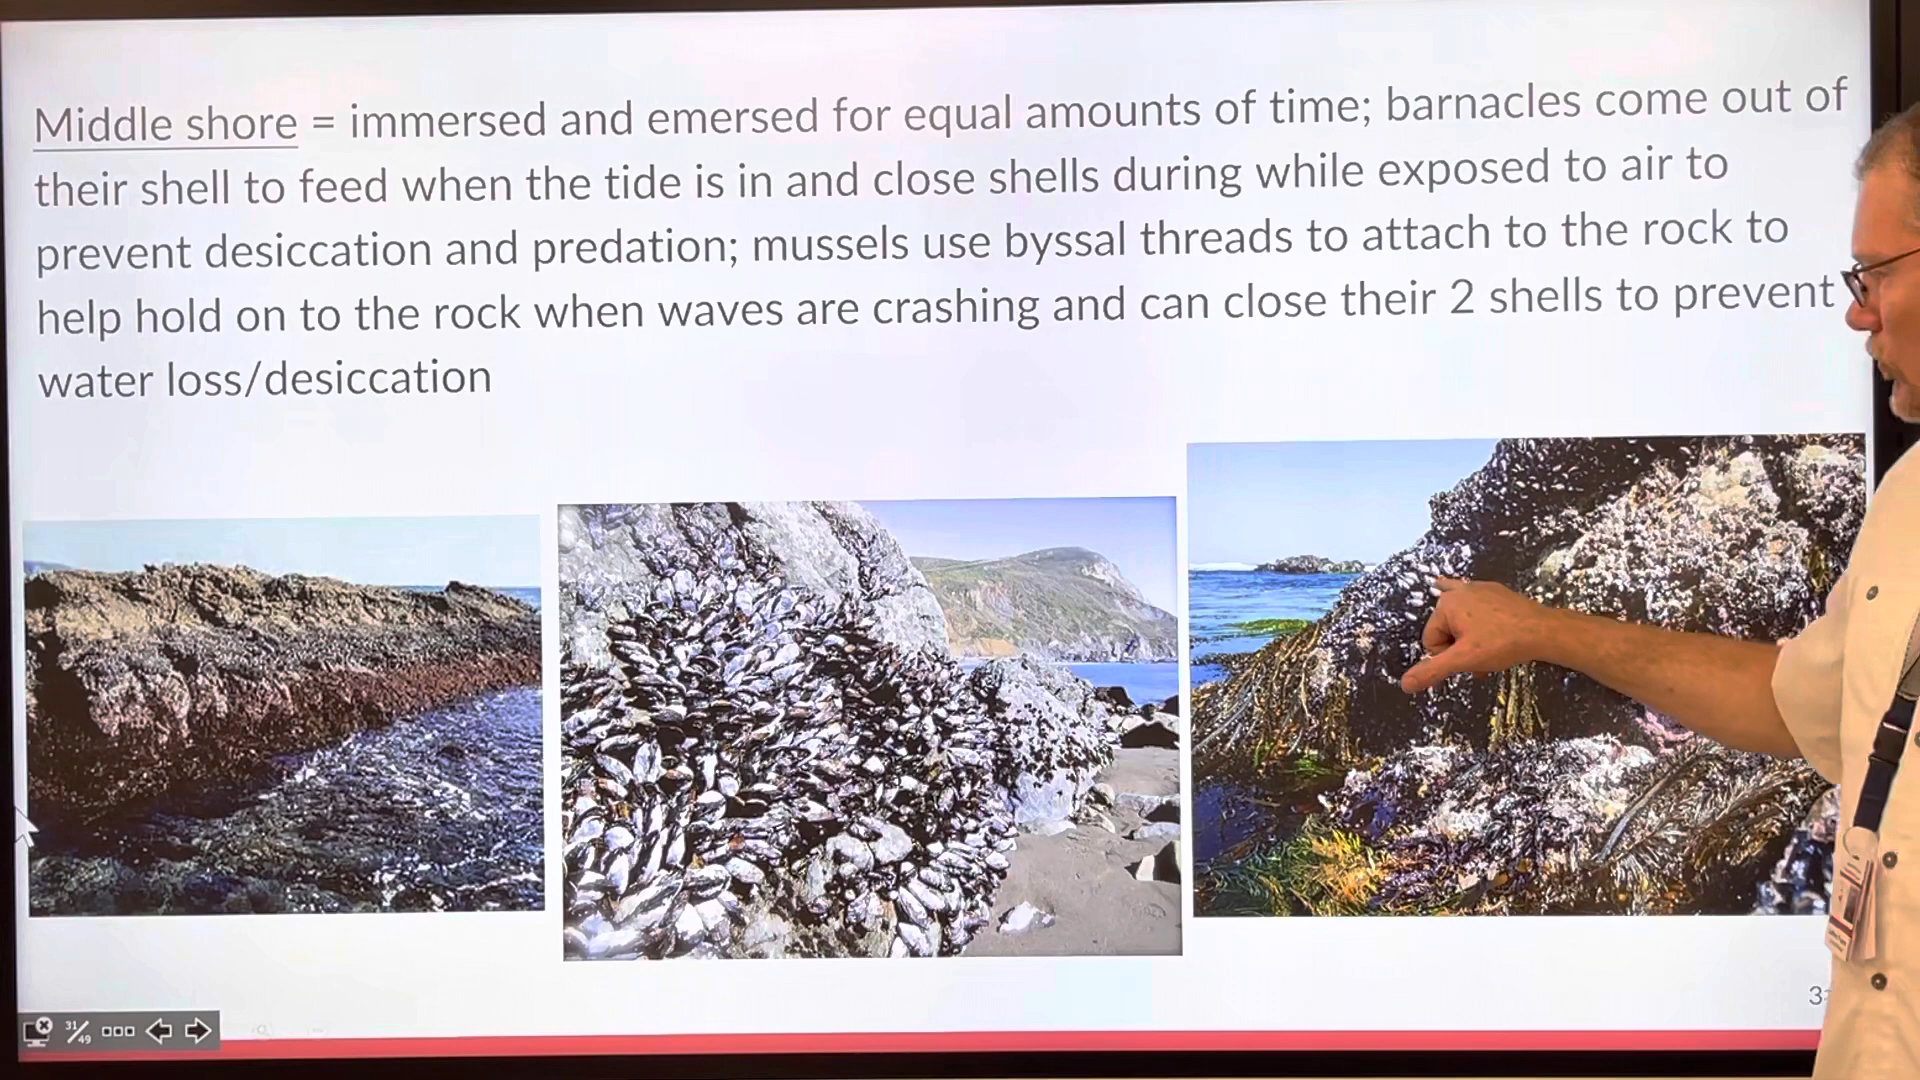 Middle shore = immersed and emersed for equal amounts of time; barnacles come out of
their shell to feed when the tide is in and close shells during while exposed to air to
prevent desiccation and predation; mussels use byssal threads to attach to the rock to
help hold on to the rock when waves are crashing and can close their 2 shells to prevent
water loss/desiccation
31/49